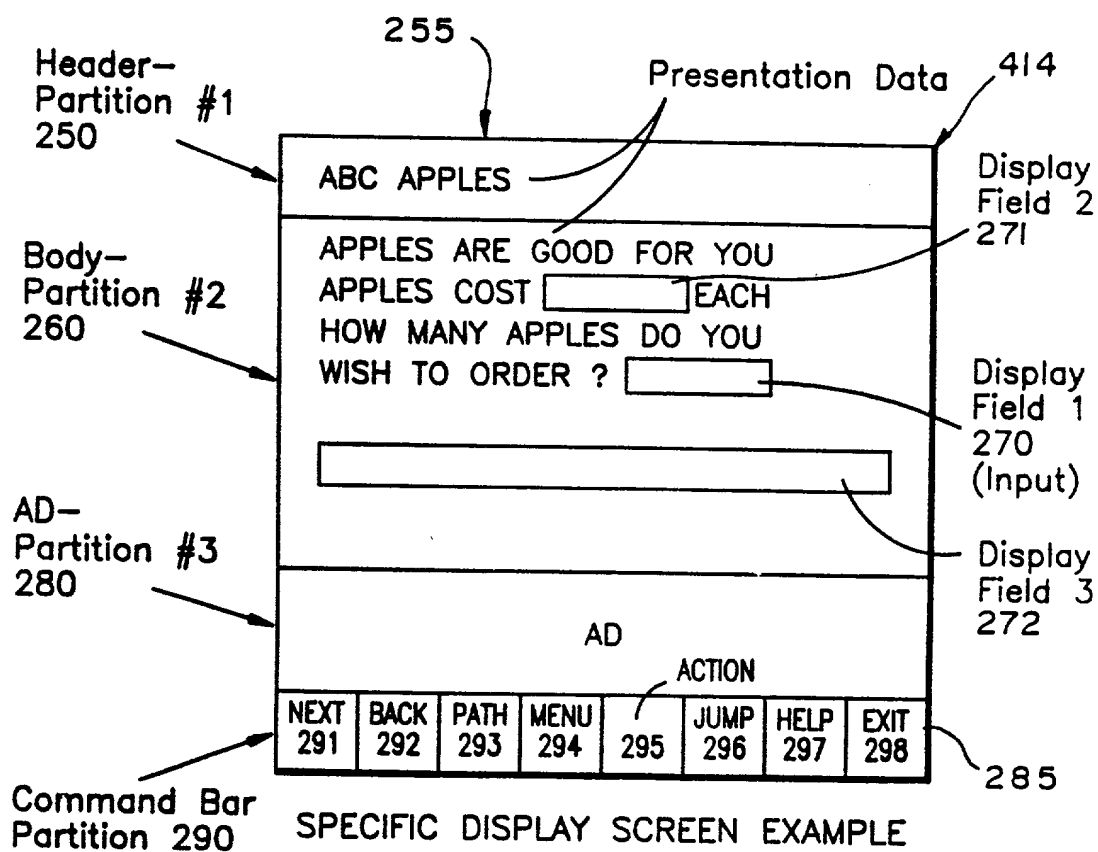 255
Header-
Partition #1
250
Presentation Data
414
ABC APPLES
Display
Field 2
271
Body-
Partition #2
260
APPLES ARE GOOD FOR YOU
APPLES COST EACH
HOW MANY APPLES DO YOU
WISH TO ORDER ?
Display
Field 1
270
(Input)
AD-
Partition #3
280
Display
Field 3
272
AD
ACTION
NEXT 291
BACK 292
PATH 293
MENU 294
295
JUMP 296
HELP 297
EXIT 298
285
Command Bar
Partition 290
SPECIFIC DISPLAY SCREEN EXAMPLE